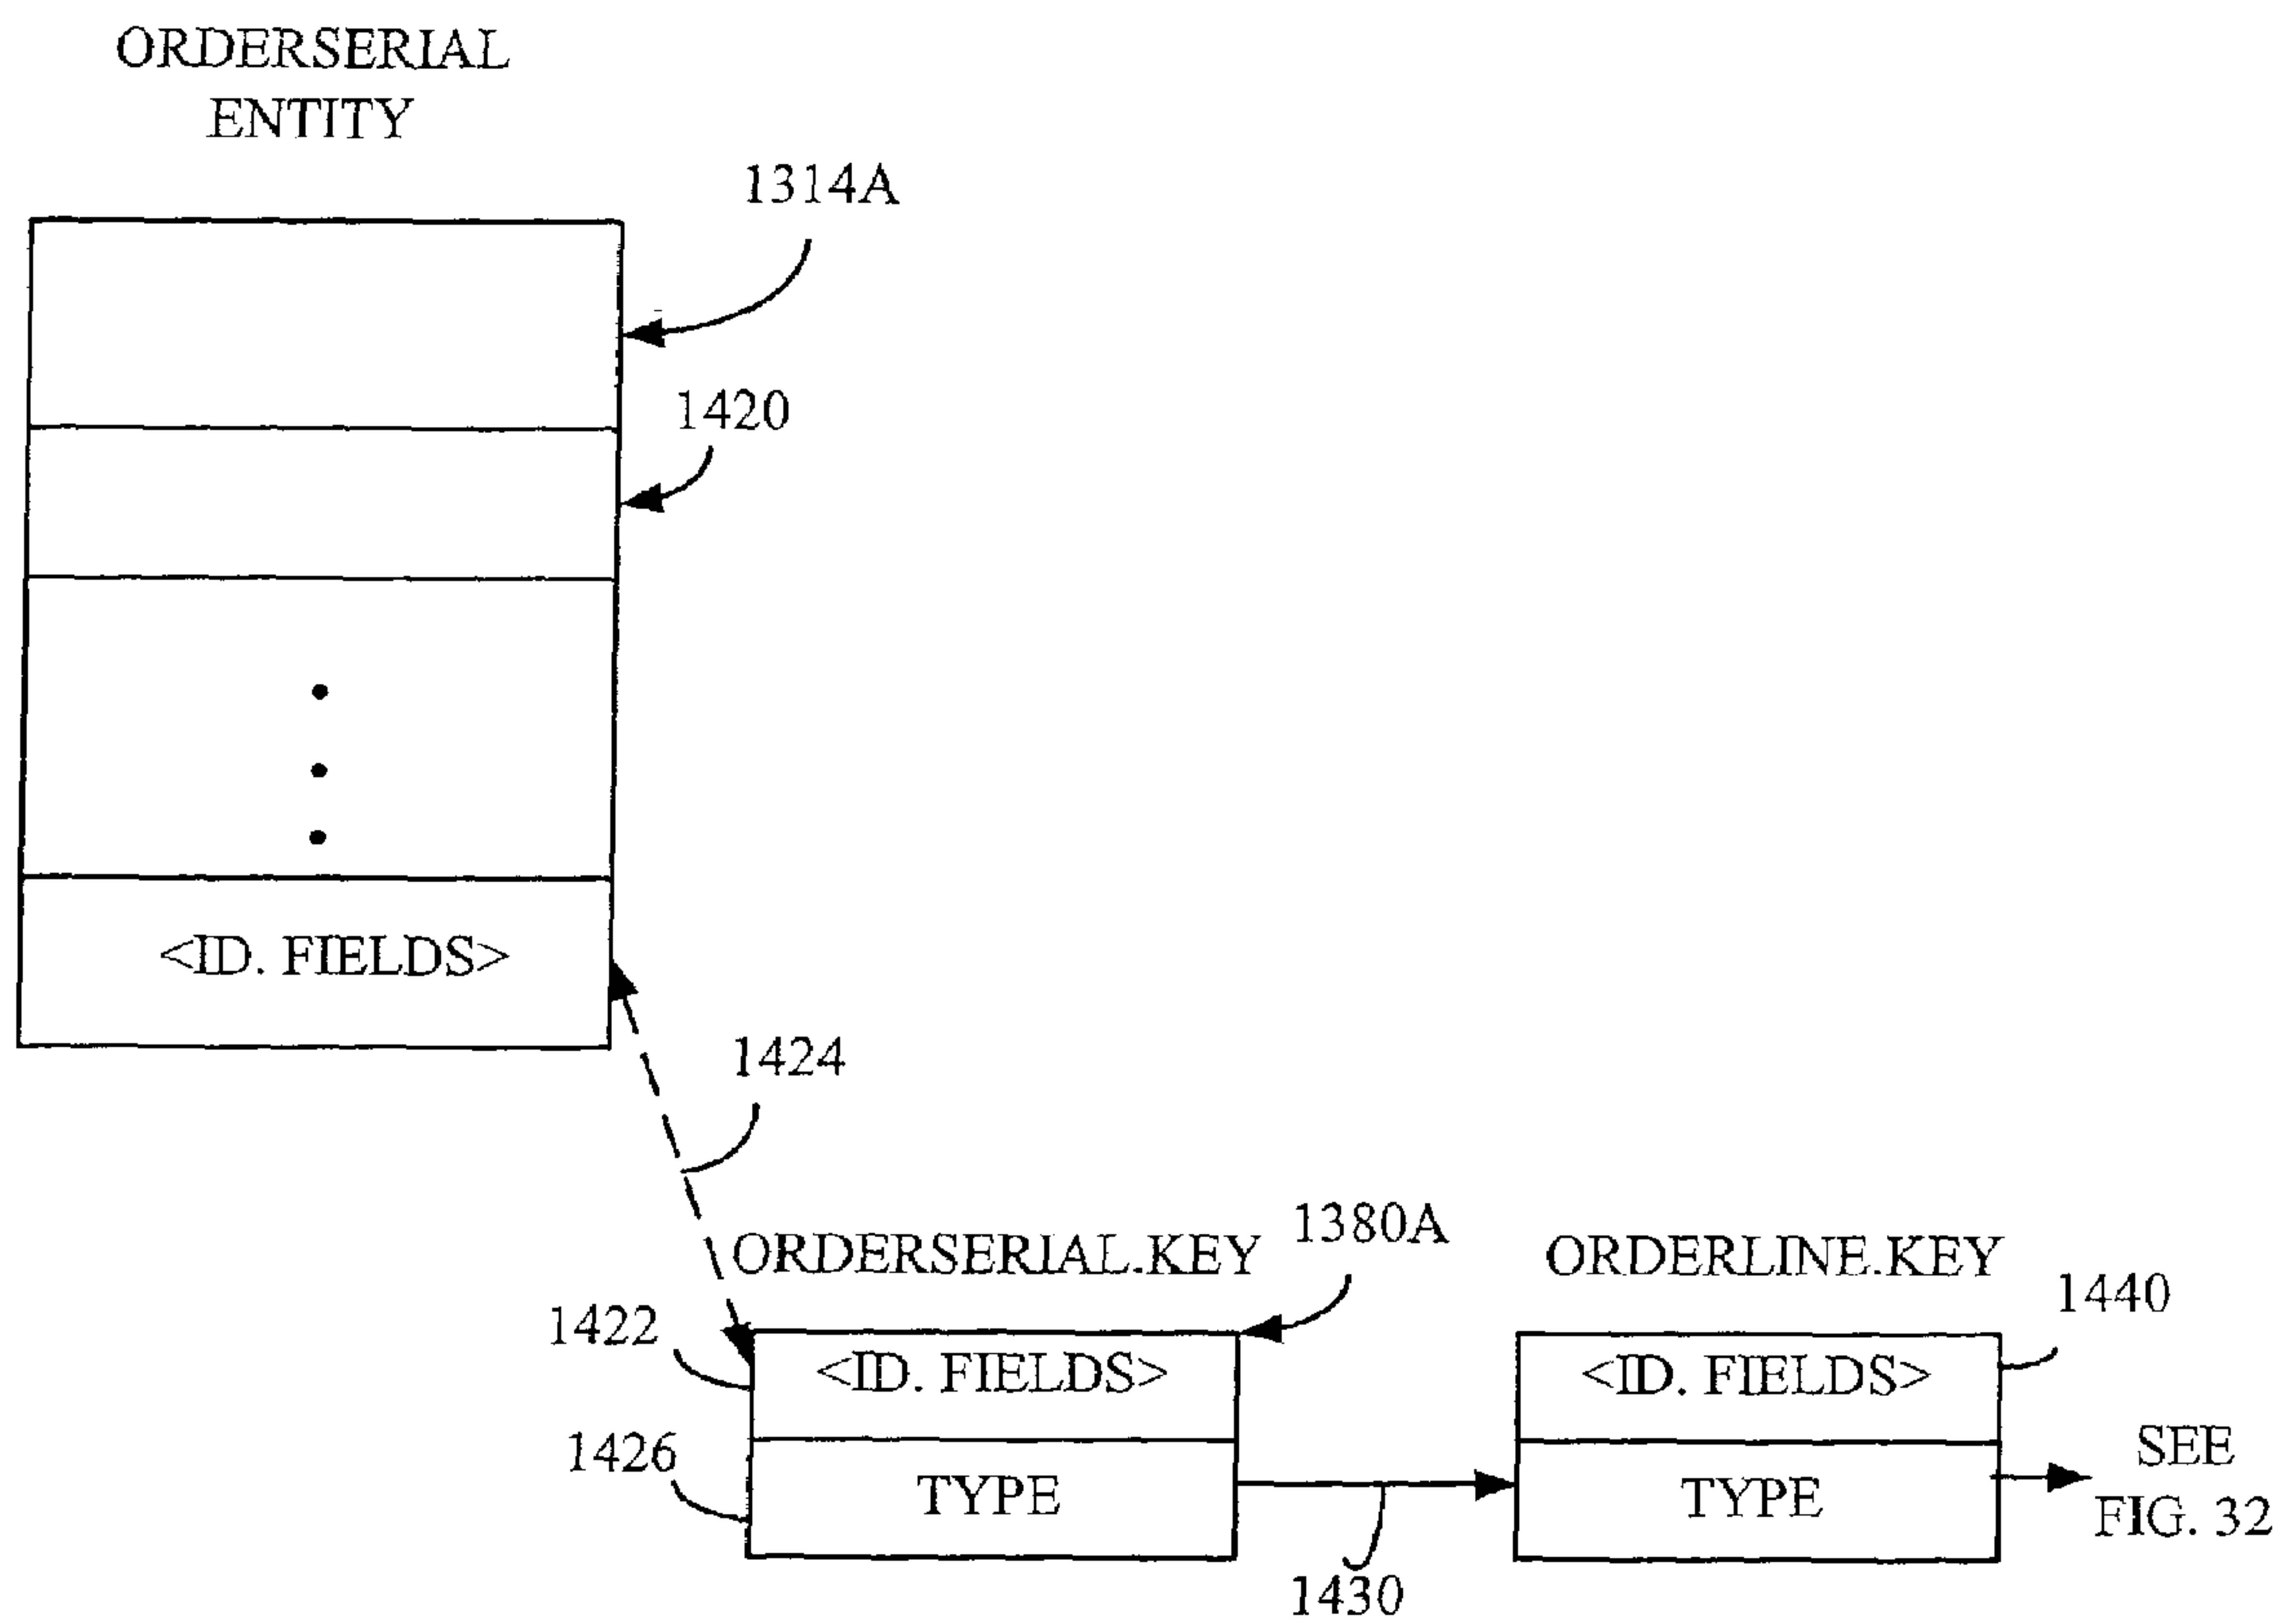 ORDERSERIAL
ENTITY
1314A
1420
<ID. FIELDS>
1424
ORDERSERIAL.KEY
1380A
ORDERLINE.KEY
1440
1422
<ID. FIELDS>
<ID. FIELDS>
1426
TYPE
TYPE
SEE
FIG. 32
1430